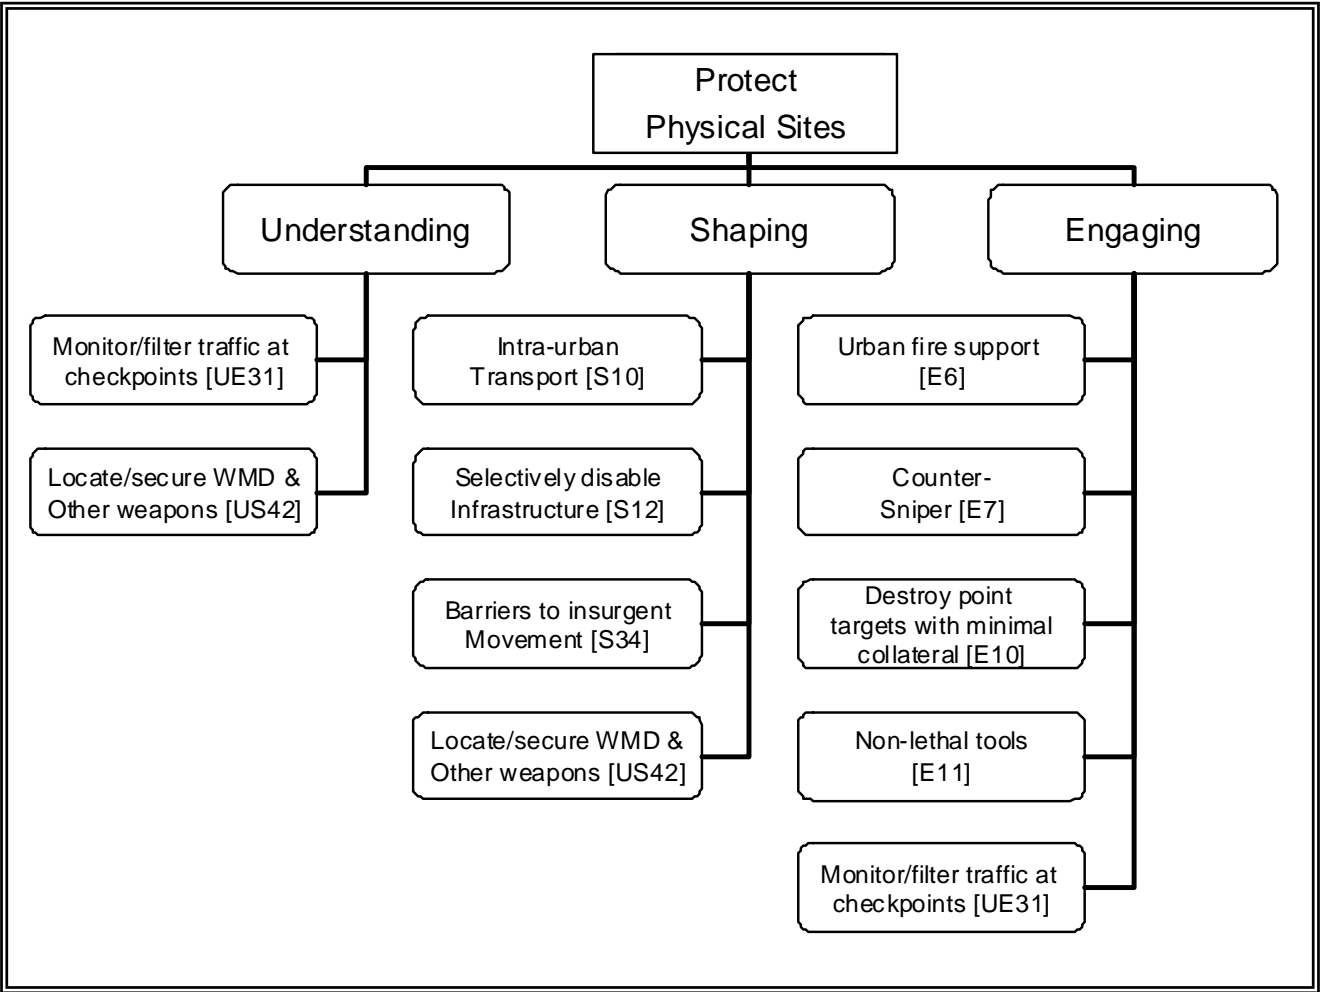 Protect
Physical Sites
Understanding
Shaping
Engaging
Monitor/filter traffic at
checkpoints [UE31]
Locate/secure WMD &
Other weapons [US42]
Intra-urban
Transport [S10]
Selectively disable
Infrastructure [S12]
Barriers to insurgent
Movement [S34]
Locate/secure WMD &
Other weapons [US42]
Urban fire support
[E6]
Counter-
Sniper [E7]
Destroy point
targets with minimal
collateral [E10]
Non-lethal tools
[E11]
Monitor/filter traffic at
checkpoints [UE31]